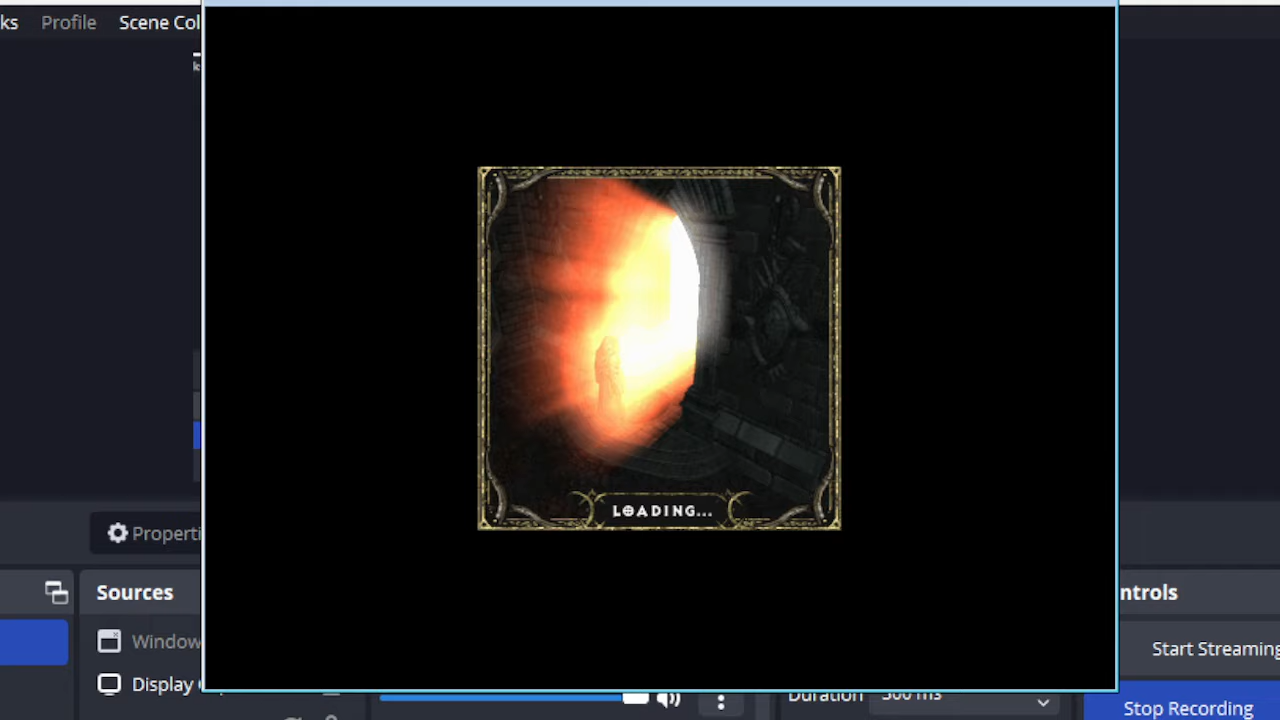 ks Profile Scene Col
LOADING...
Properti
Sources
ntrols
Window
Start Streaming
Display
Duration
Stop Recording